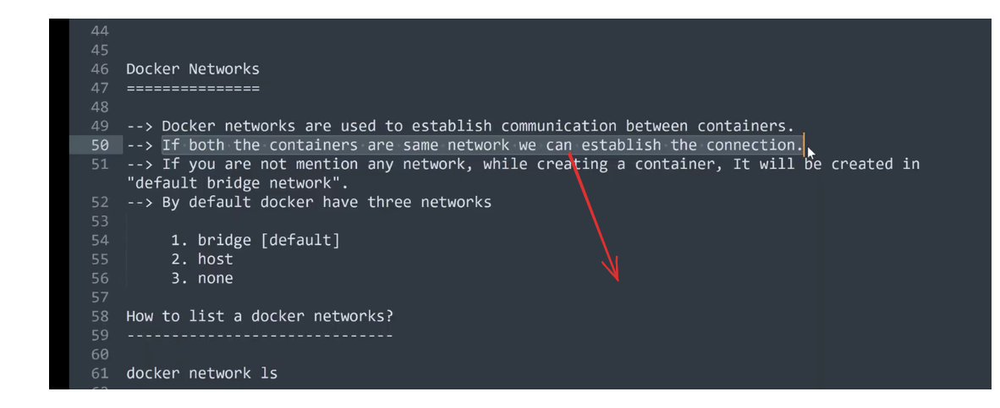 44
45
46 Docker Networks
47 ===============
48
49 --> Docker networks are used to establish communication between containers.
50 --> If both the containers are same network we can establish the connection.
51 --> If you are not mention any network, while creating a container, It will be created in
"default bridge network".
52 --> By default docker have three networks
53
54 1. bridge [default]
55 2. host
56 3. none
57
58 How to list a docker networks?
59 ------------------------------
60
61 docker network ls